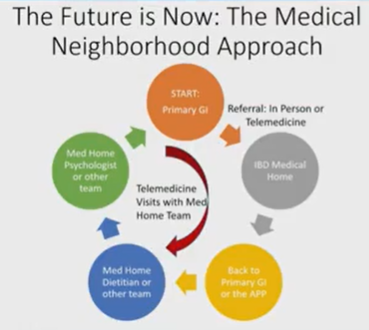 The Future is Now: The Medical
Neighborhood Approach
START:
Primary GI
Referral: In Person or
Telemedicine
IBD Medical
Home
Back to
Primary GI
or the APP
Med Home
Dietitian or
other team
Med Home
Psychologist
or other
team
Telemedicine
Visits with Med
Home Team